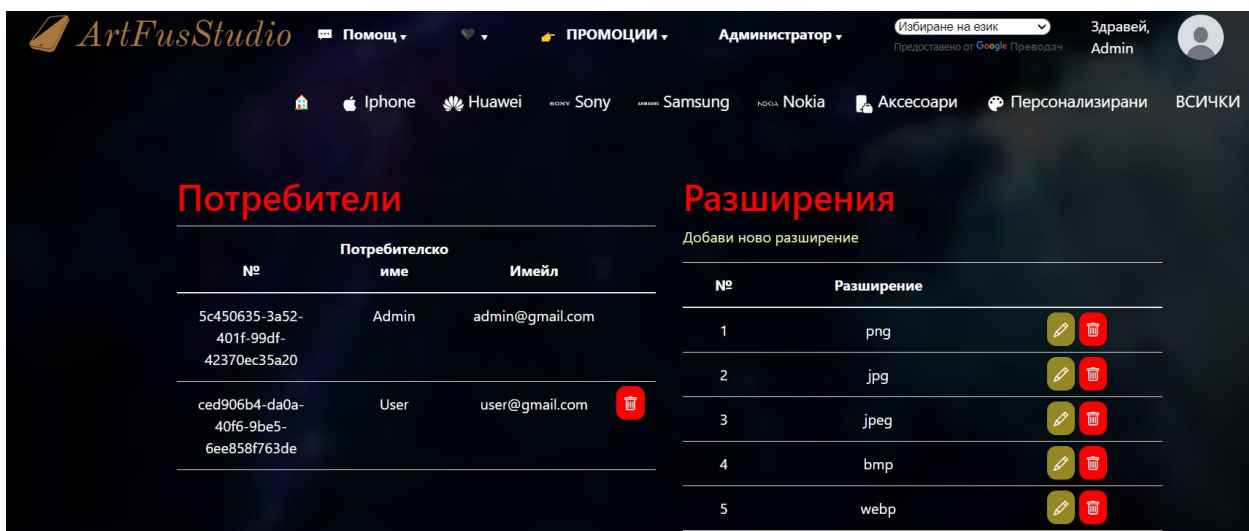 ArtFusStudio
Помощ
ПРОМОЦИИ
Администратор
Избиране на език
Предоставено от Google Преводач
Здравей,
Admin
Iphone
Huawei
SONY Sony
SAMSUNG Samsung
NOKIA Nokia
Аксесоари
Персонализирани
ВСИЧКИ
Потребители
№ Потребителско
име Имейл
5c450635-3a52-
401f-99df-
42370ec35a20
Admin
admin@gmail.com
ced906b4-da0a-
40f6-9be5-
6ee858f763de
User
user@gmail.com
Разширения
Добави ново разширение
№ Разширение
1 png
2 jpg
3 jpeg
4 bmp
5 webp